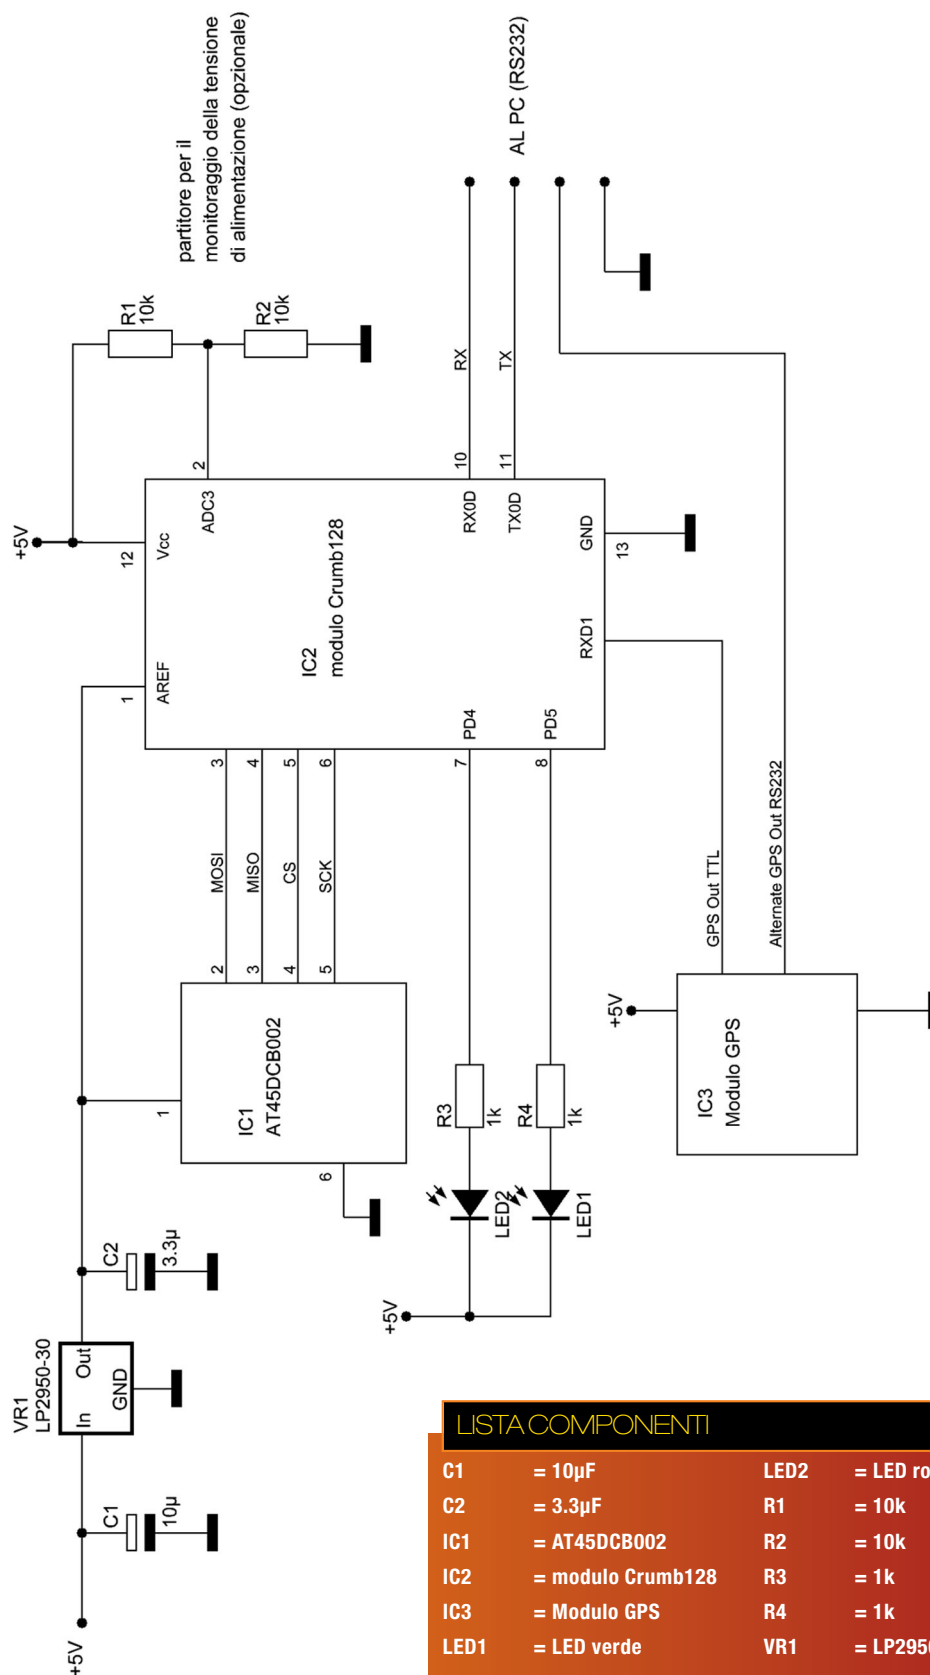 partitore per il
monitoraggio della tensione
di alimentazione (opzionale)
+5V
R1
10k
R2
10k
2
ADC3
12
Vcc
1
AREF
IC2
modulo Crumb128
RX
10
RX0D
TX
11
TX0D
AL PC (RS232)
GND
13
RXD1
PD4
7
PD5
8
3
4
5
6
MOSI
MISO
CS
SCK
2
3
4
5
1
IC1
AT45DCB002
6
R3
1k
R4
1k
LED2
LED1
+5V
GPS Out TTL
Alternate GPS Out RS232
+5V
IC3
Modulo GPS
C2
3.3µ
VR1
LP2950-30
In
Out
GND
C1
10µ
+5V
LISTA COMPONENTI
C1 = 10µF
C2 = 3.3µF
IC1 = AT45DCB002
IC2 = modulo Crumb128
IC3 = Modulo GPS
LED1 = LED verde
LED2 = LED ro
R1 = 10k
R2 = 10k
R3 = 1k
R4 = 1k
VR1 = LP2950